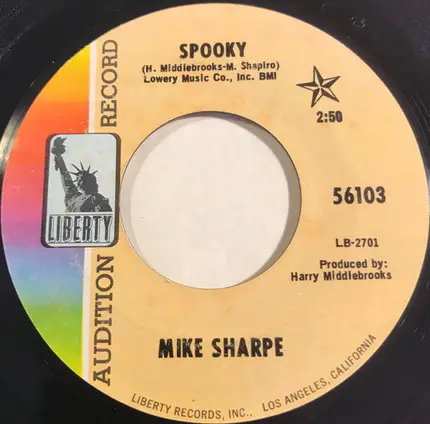 SPOOKY
(H. Middlebrooks-M. Shapiro)
Lowery Music Co., Inc. BMI
2:50
AUDITION RECORD
LIBERTY
56103
LB-2701
Produced by:
Harry Middlebrooks
MIKE SHARPE
LIBERTY RECORDS, INC., LOS ANGELES, CALIFORNIA